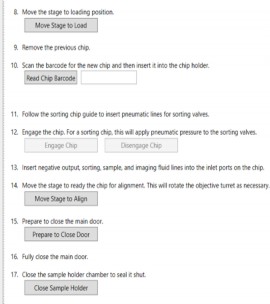 8. Move the stage to loading position.
Move Stage to Load
9. Remove the previous chip.
10. Scan the barcode for the new chip and then insert it into the chip holder.
Read Chip Barcode
11. Follow the sorting chip guide to insert pneumatic lines for sorting valves.
12. Engage the chip. For a sorting chip, this will apply pneumatic pressure to the sorting valves.
Engage Chip Disengage Chip
13. Insert negative output, sorting, sample, and imaging fluid lines into the inlet ports on the chip.
14. Move the stage to ready the chip for alignment. This will rotate the objective turret as necessary.
Move Stage to Align
15. Prepare to close the main door.
Prepare to Close Door
16. Fully close the main door.
17. Close the sample holder chamber to seal it shut.
Close Sample Holder